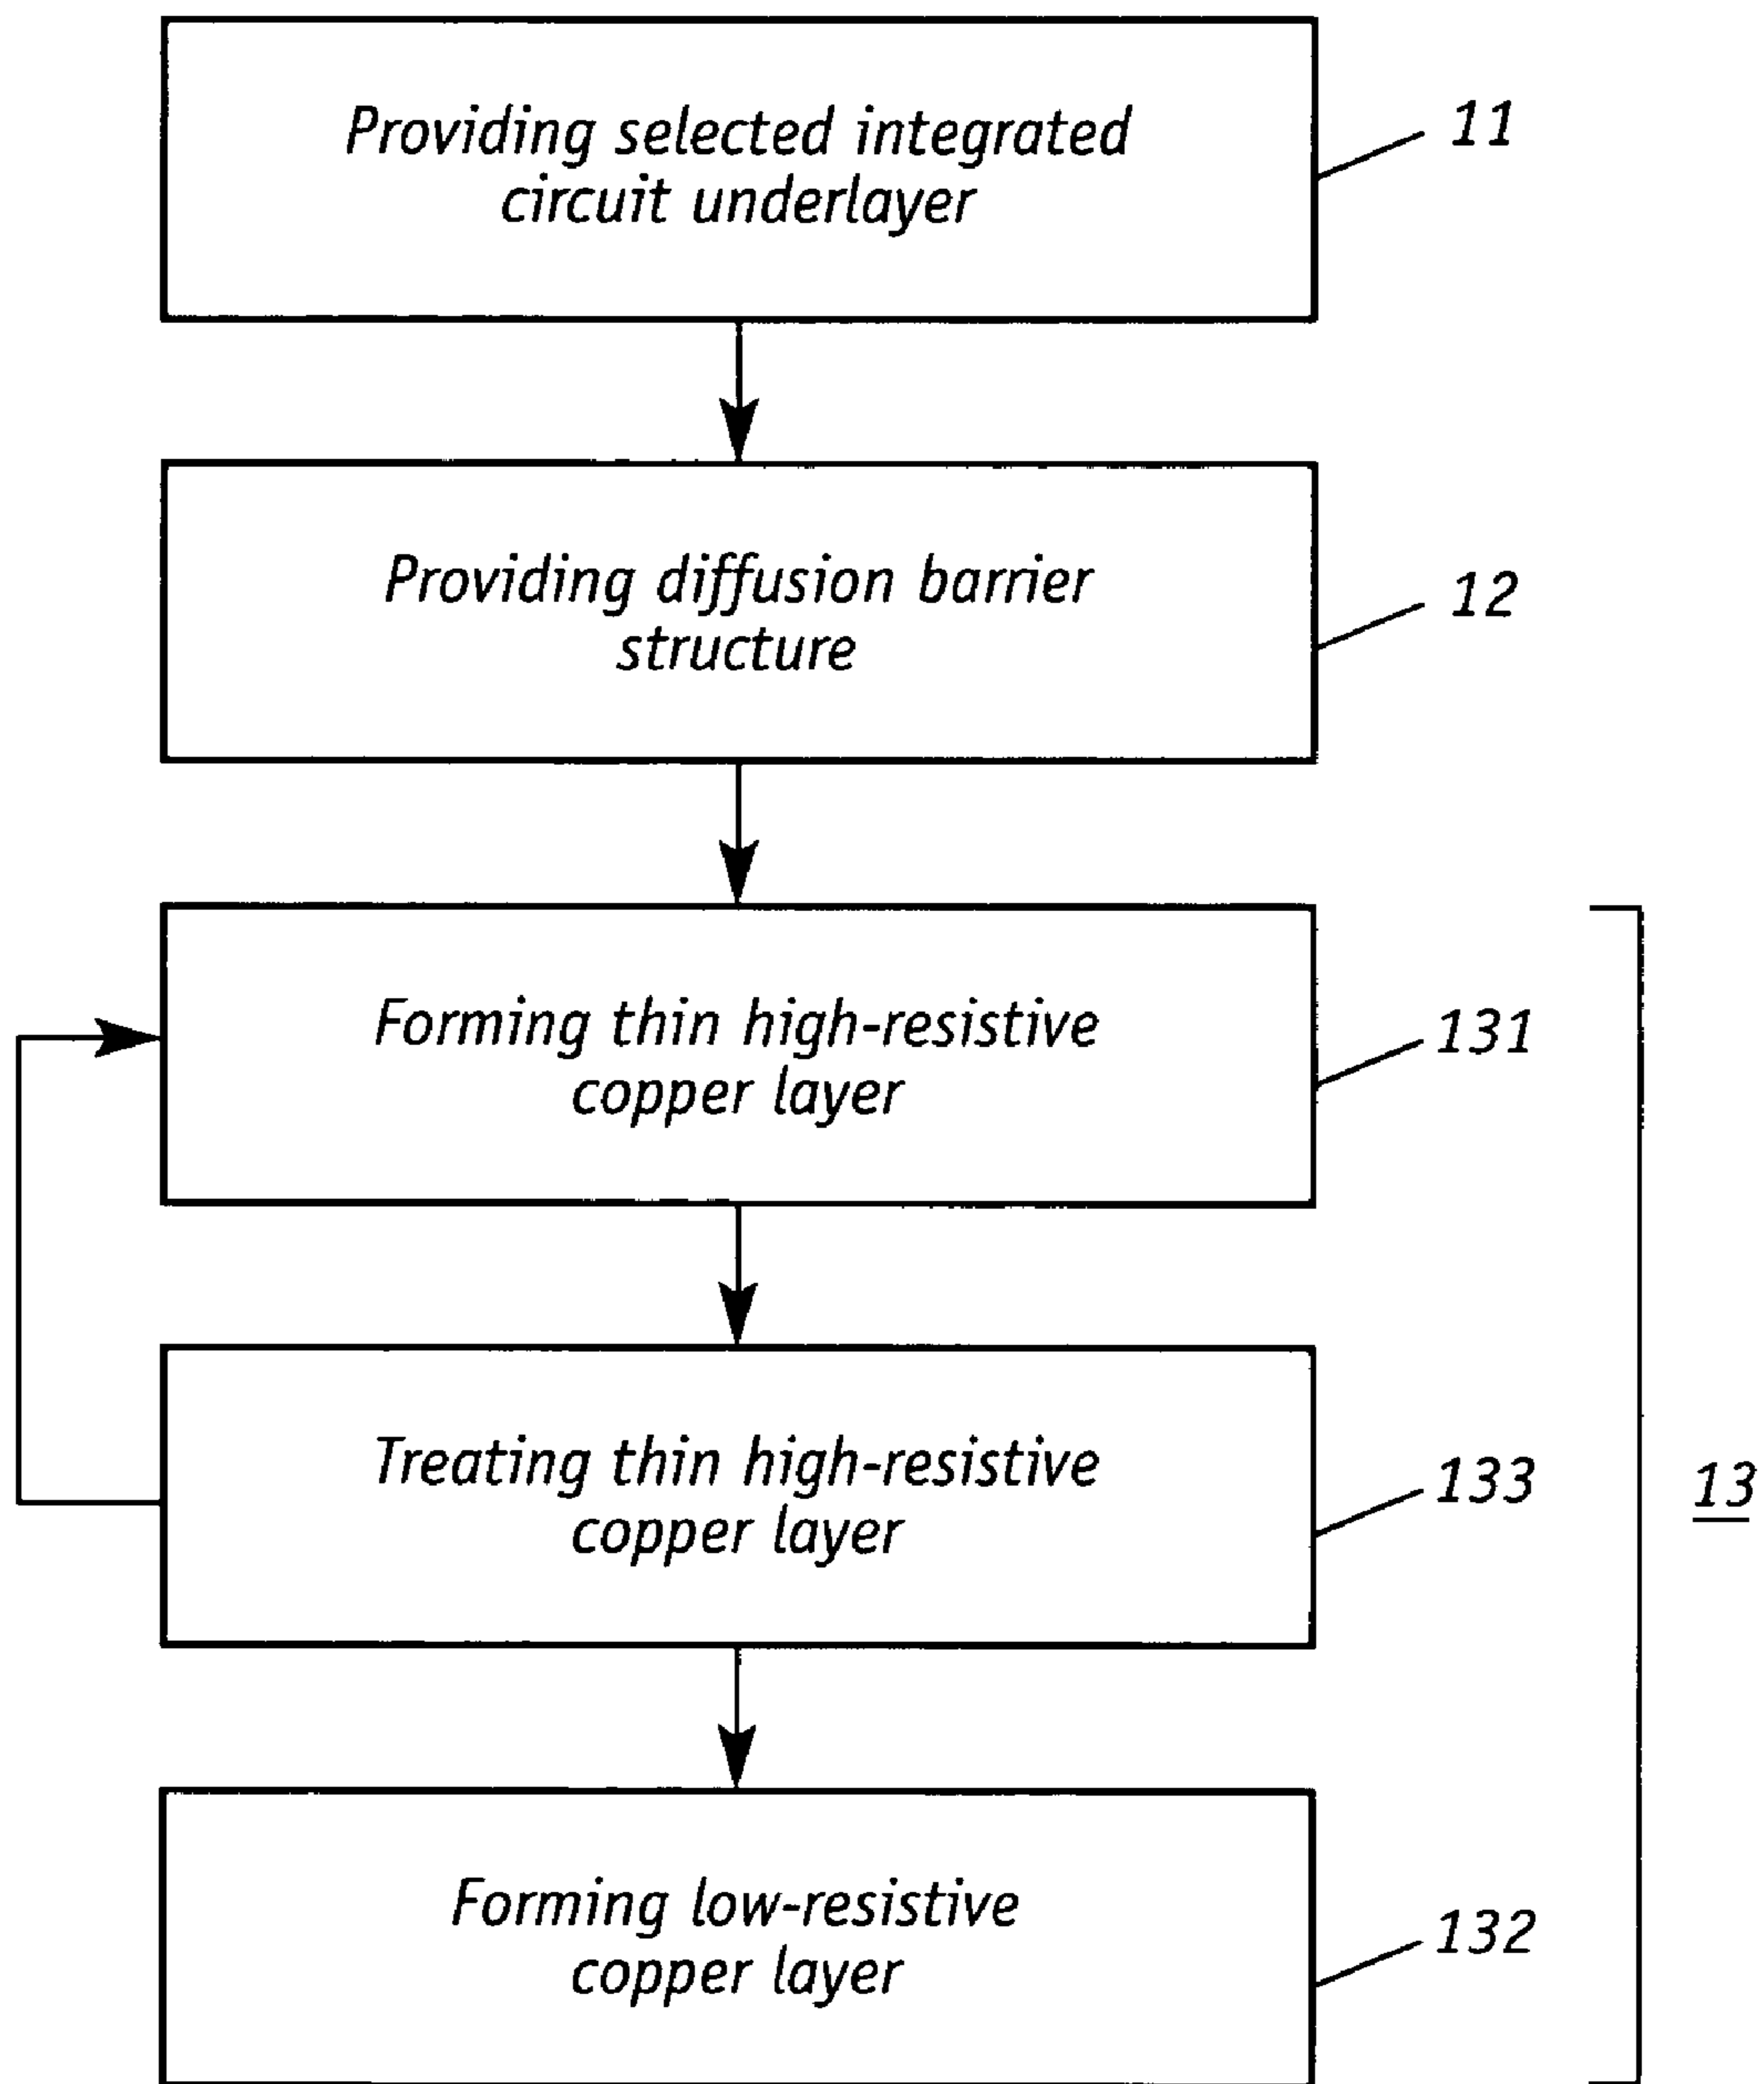 Providing selected integrated
circuit underlayer
11
Providing diffusion barrier
structure
12
Forming thin high-resistive
copper layer
131
Treating thin high-resistive
copper layer
133
13
Forming low-resistive
copper layer
132